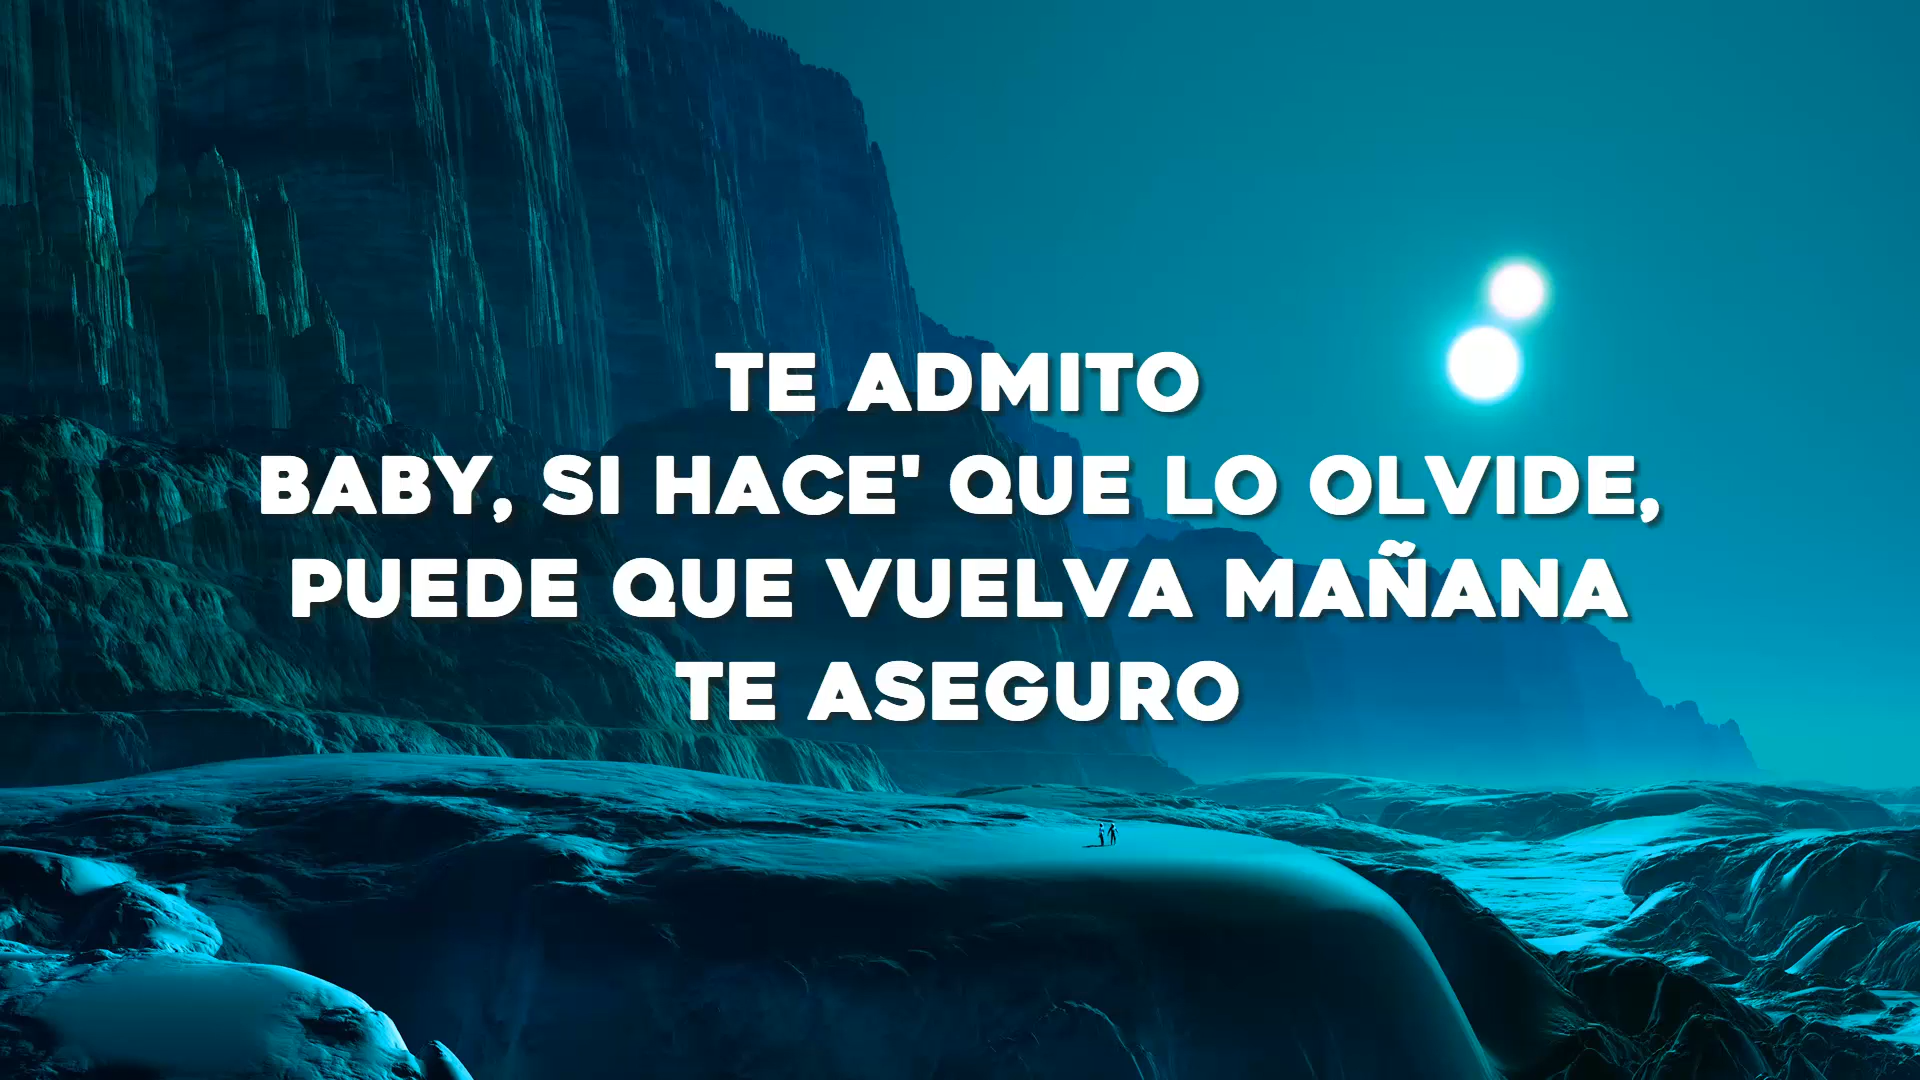 TE ADMITO
BABY, SI HACE' QUE LO OLVIDE,
PUEDE QUE VUELVA MAÑANA
TE ASEGURO